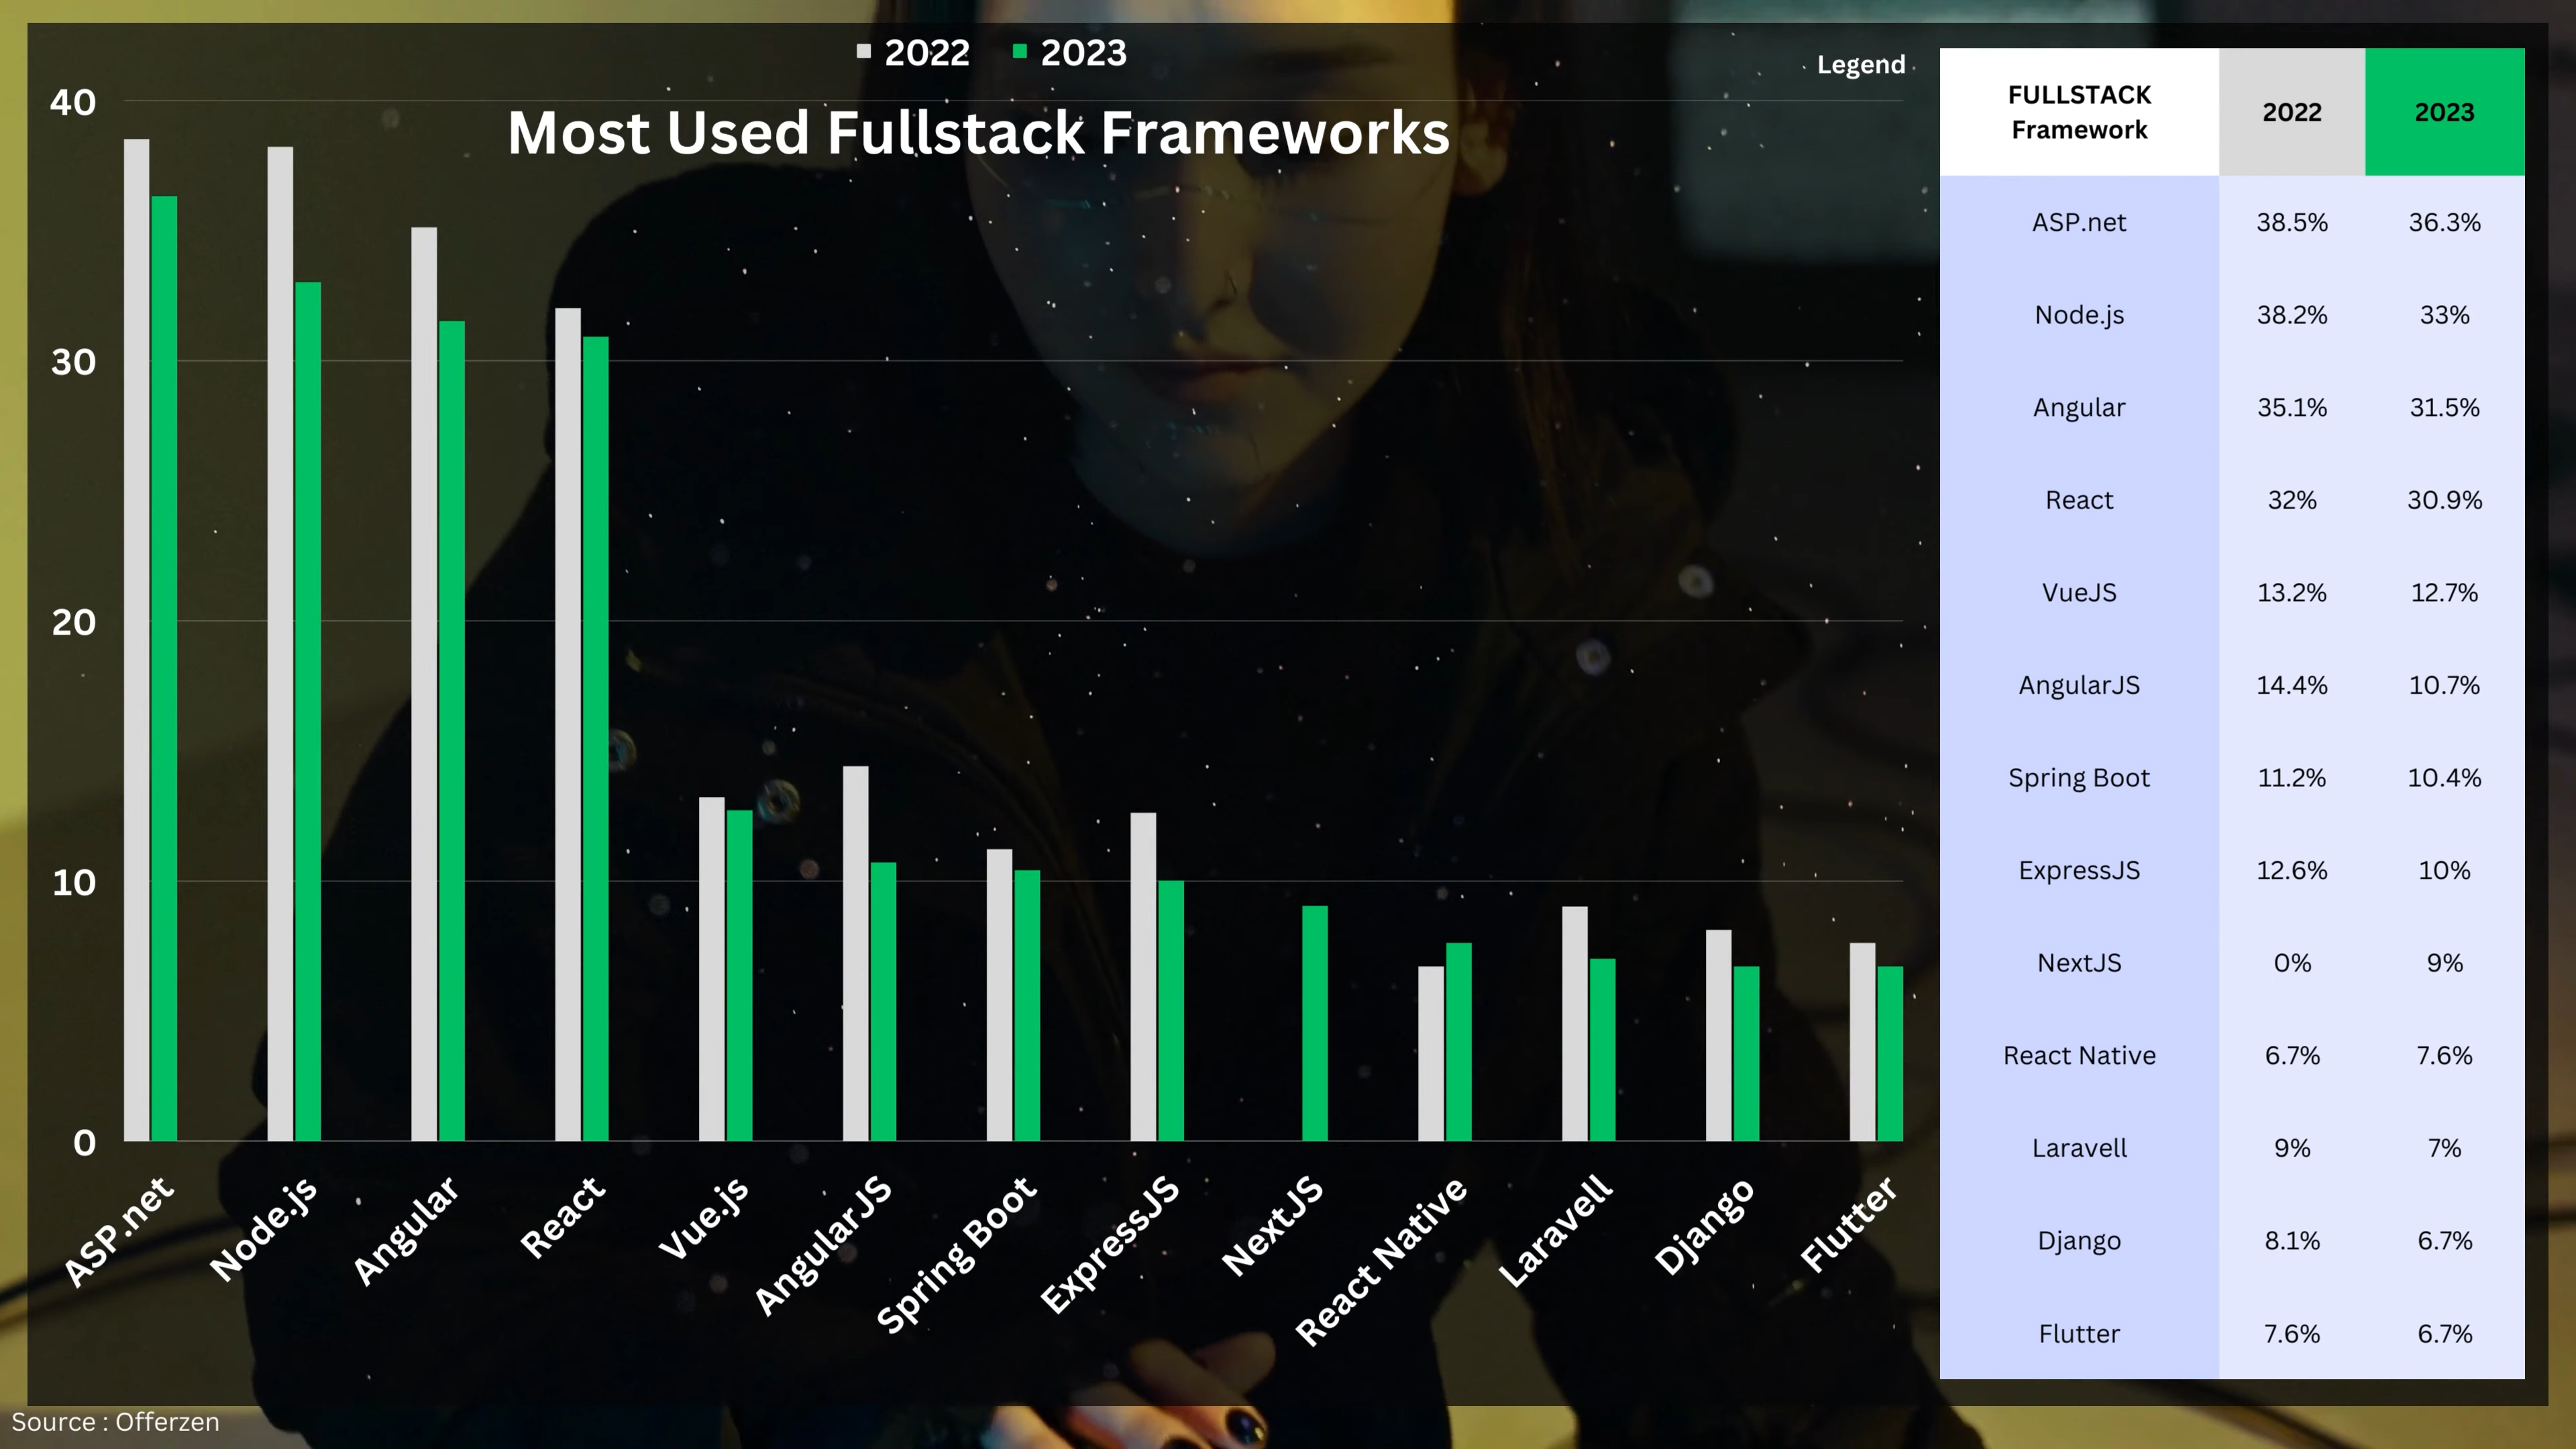 2022 2023
Legend
Most Used Fullstack Frameworks
40
30
20
10
0
ASP.net
Node.js
Angular
React
Vue.js
AngularJS
Spring Boot
ExpressJS
NextJS
React Native
Laravell
Django
Flutter
FULLSTACK
Framework
2022 2023
ASP.net 38.5% 36.3%
Node.js 38.2% 33%
Angular 35.1% 31.5%
React 32% 30.9%
VueJS 13.2% 12.7%
AngularJS 14.4% 10.7%
Spring Boot 11.2% 10.4%
ExpressJS 12.6% 10%
NextJS 0% 9%
React Native 6.7% 7.6%
Laravell 9% 7%
Django 8.1% 6.7%
Flutter 7.6% 6.7%
Source : Offerzen